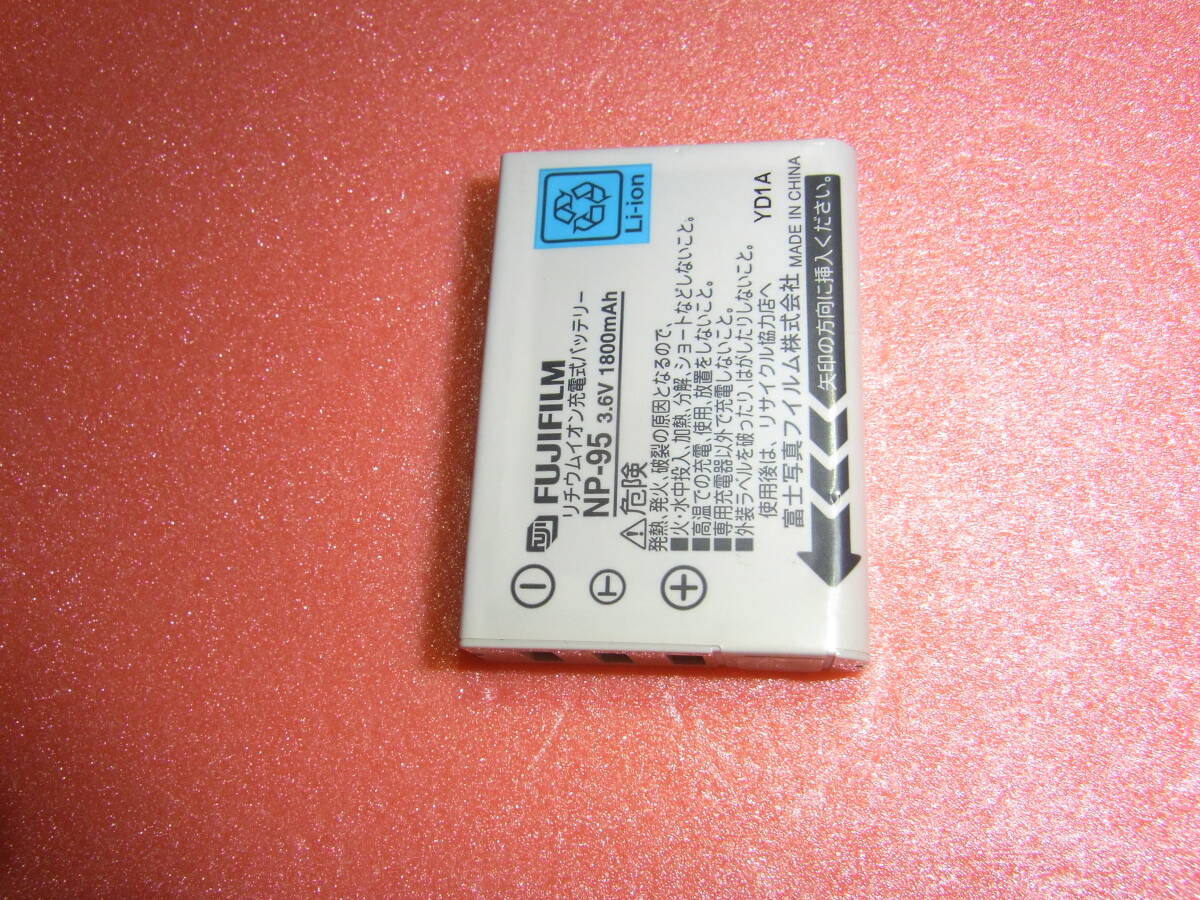 Li-ion
FUJI FUJIFILM
リチウムイオン充電式バッテリー
NP-95 3.6V 1800mAh
危険
発熱、発火、破裂の原因となるので、
■火・水中投入、加熱、分解、ショートなどしないこと。
■高温での充電、使用、放置をしないこと。
■専用充電器以外で充電しないこと。
■外装ラベルを破ったり、はがしたりしないこと。
使用後は、リサイクル協力店へ
YD1A
富士写真フイルム株式会社 MADE IN CHINA
矢印の方向に挿入ください。
− T +